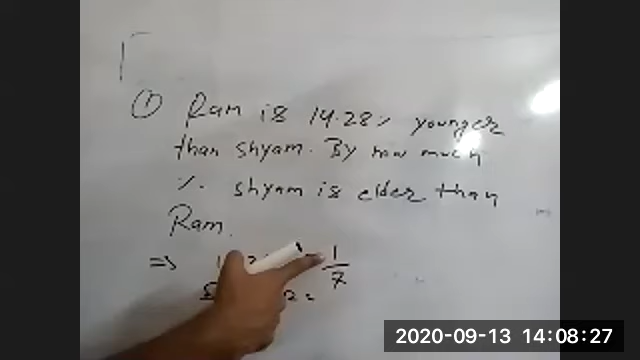 ① Ram is 14.28% younger
than shyam. By how much
% shyam is elder than
Ram.
⇒ 1/7
2020-09-13 14:08:27